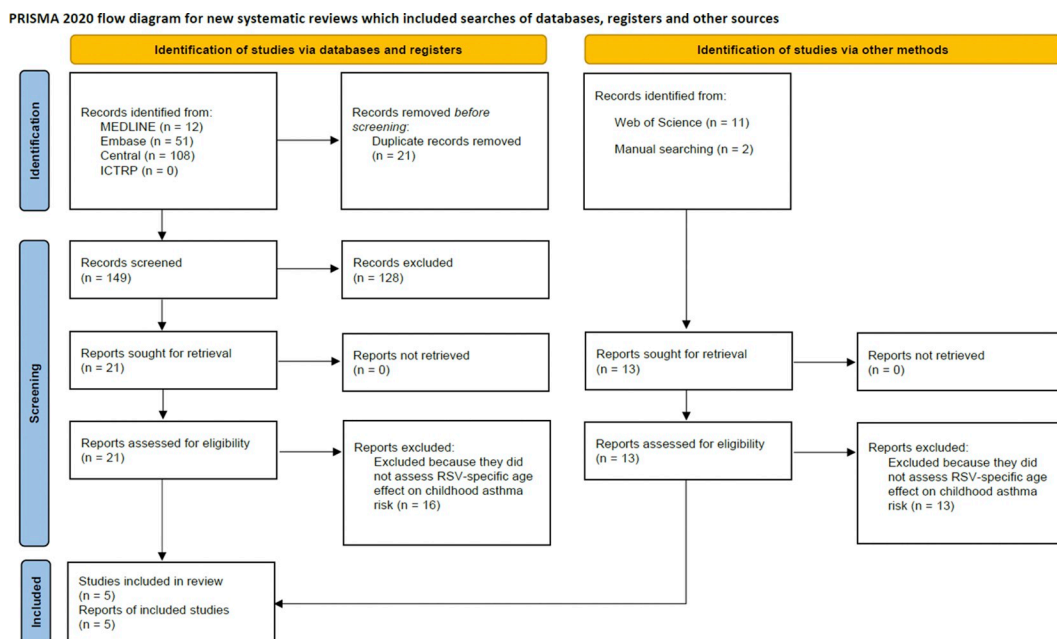 PRISMA 2020 flow diagram for new systematic reviews which included searches of databases, registers and other sources
Identification of studies via databases and registers
Identification of studies via other methods
Identification
Records identified from:
MEDLINE (n = 12)
Embase (n = 51)
Central (n = 108)
ICTRP (n = 0)
Records removed before
screening:
Duplicate records removed
(n = 21)
Records identified from:
Web of Science (n = 11)
Manual searching (n = 2)
Screening
Records screened
(n = 149)
Records excluded
(n = 128)
Reports sought for retrieval
(n = 21)
Reports not retrieved
(n = 0)
Reports sought for retrieval
(n = 13)
Reports not retrieved
(n = 0)
Reports assessed for eligibility
(n = 21)
Reports excluded:
Excluded because they did
not assess RSV-specific age
effect on childhood asthma
risk (n = 16)
Reports assessed for eligibility
(n = 13)
Reports excluded:
Excluded because they did
not assess RSV-specific age
effect on childhood asthma
risk (n = 13)
Included
Studies included in review
(n = 5)
Reports of included studies
(n = 5)